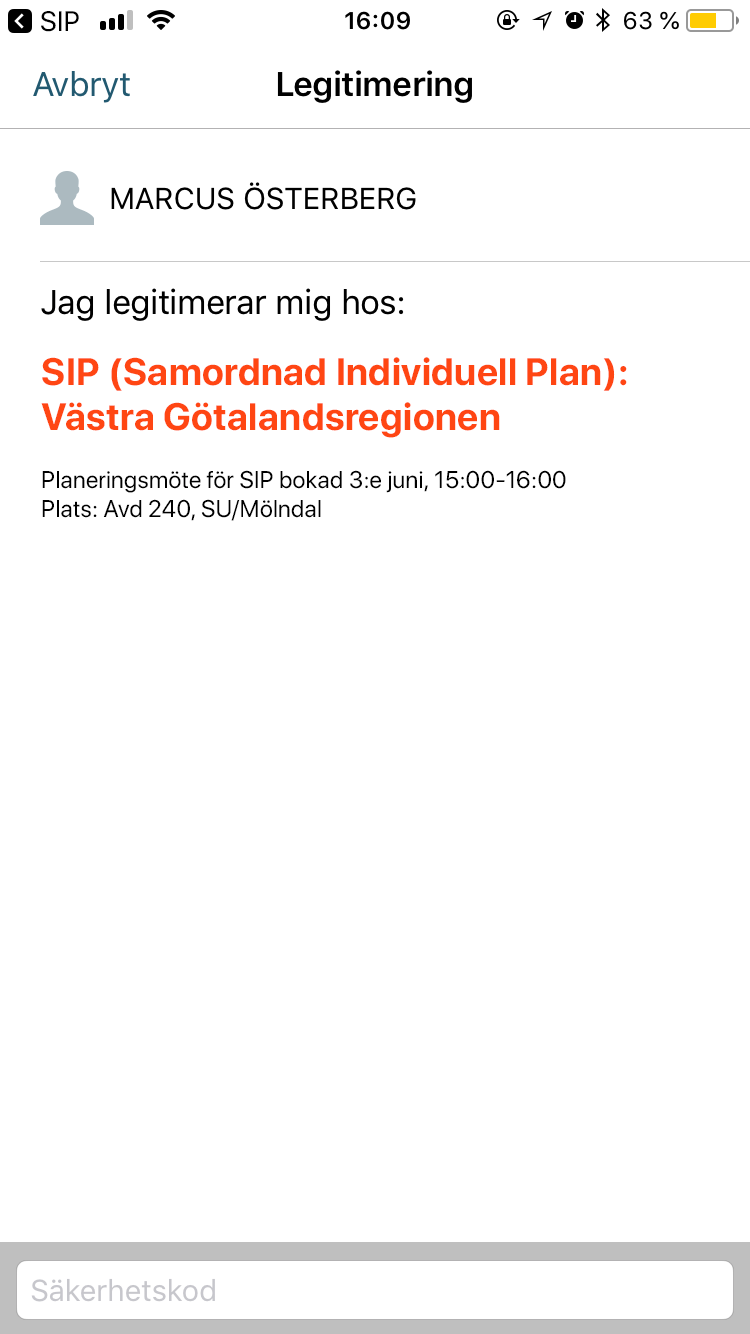 SIP 16:09 63 %
Avbryt Legitimering
MARCUS ÖSTERBERG
Jag legitimerar mig hos:
SIP (Samordnad Individuell Plan):
Västra Götalandsregionen
Planeringsmöte för SIP bokad 3:e juni, 15:00-16:00
Plats: Avd 240, SU/Mölndal
Säkerhetskod